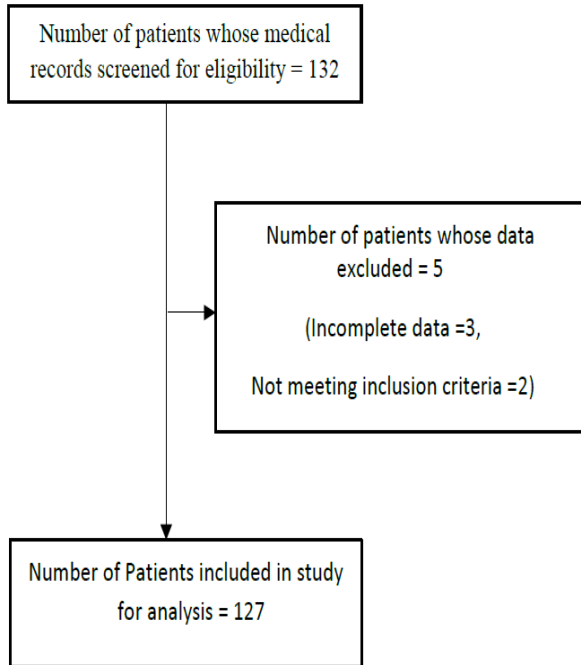 Number of patients whose medical
records screened for eligibility = 132
Number of patients whose data
excluded = 5
(Incomplete data =3,
Not meeting inclusion criteria =2)
Number of Patients included in study
for analysis = 127